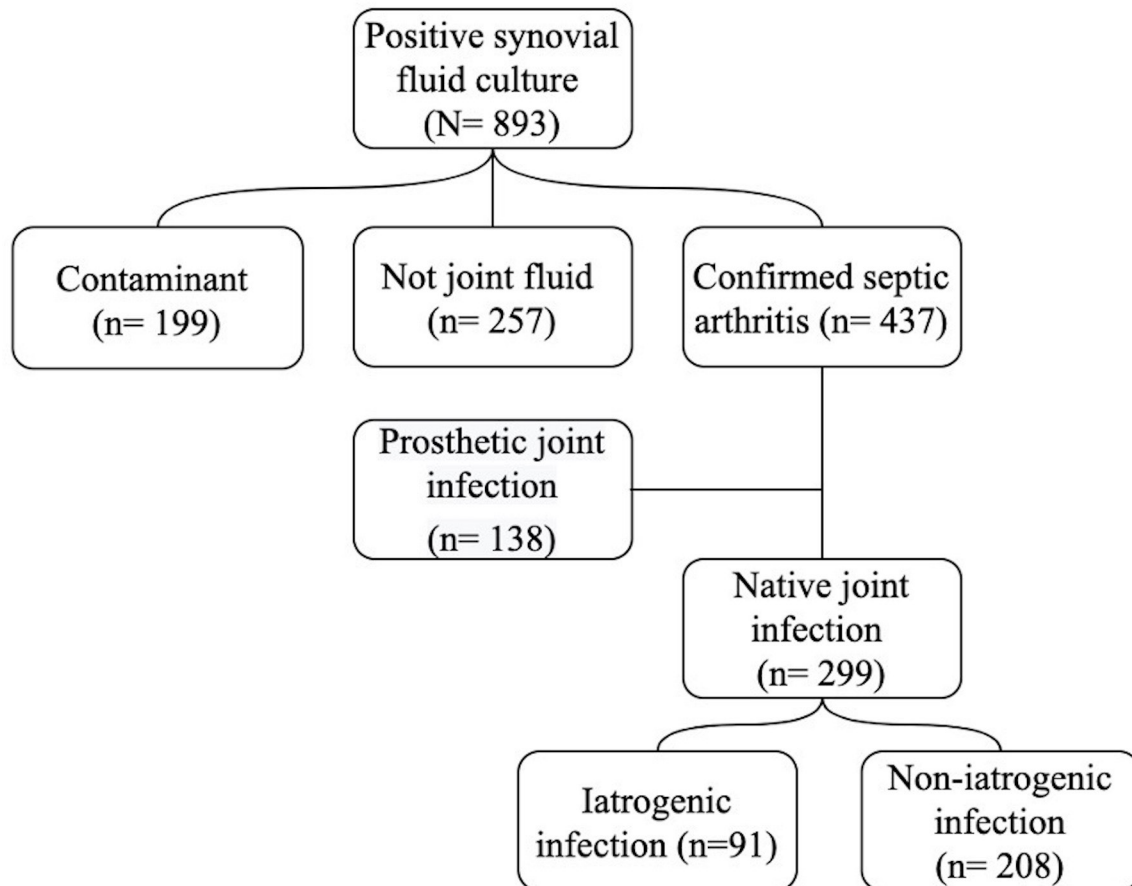 Positive synovial
fluid culture
(N= 893)
Contaminant
(n= 199)
Not joint fluid
(n= 257)
Confirmed septic
arthritis (n= 437)
Prosthetic joint
infection
(n= 138)
Native joint
infection
(n= 299)
Iatrogenic
infection (n=91)
Non-iatrogenic
infection
(n= 208)